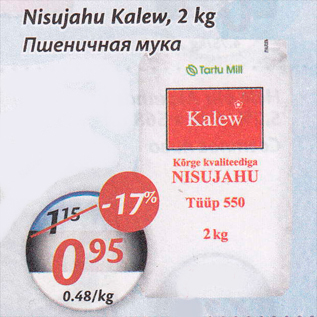 Nisujahu Kalew, 2 kg
Пшеничная мука
Tartu Mill
Kalew
Kõrge kvaliteediga
NISUJAHU
Tüüp 550
2 kg
1.15
-17%
0.95
0.48/kg